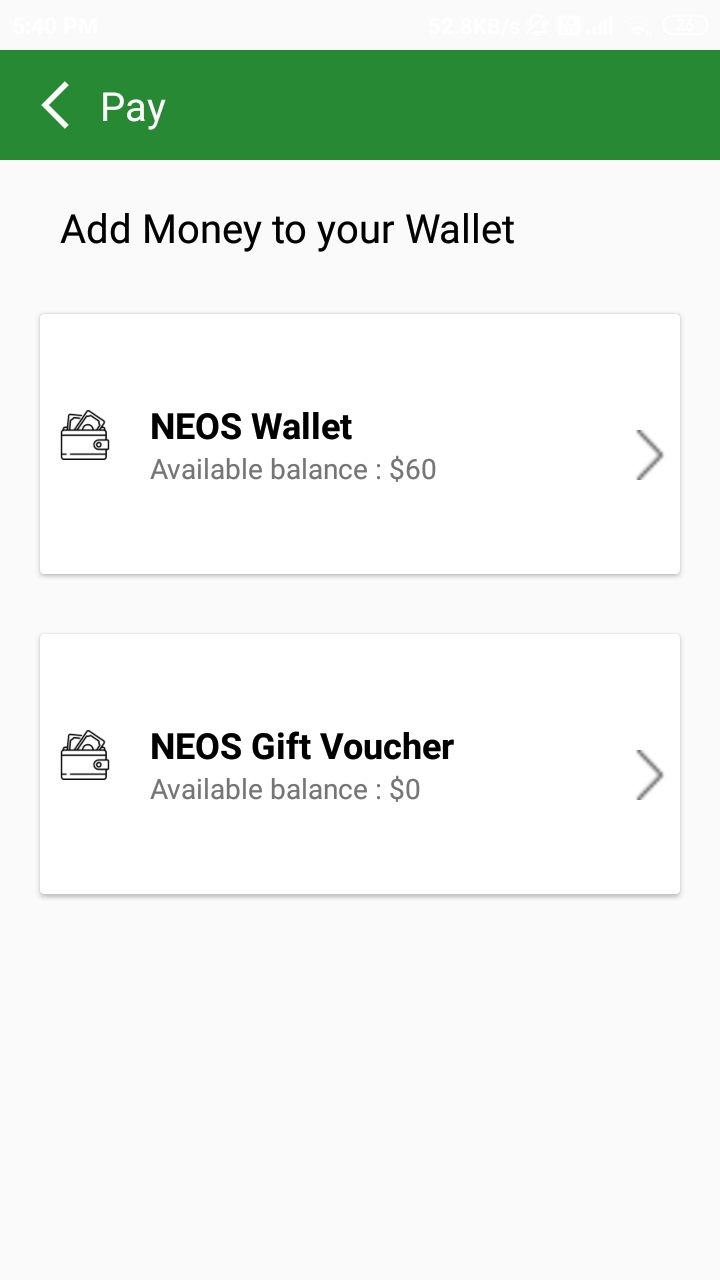 5:40 PM 52.8KB/s 26
Pay
Add Money to your Wallet
NEOS Wallet
Available balance : $60
NEOS Gift Voucher
Available balance : $0